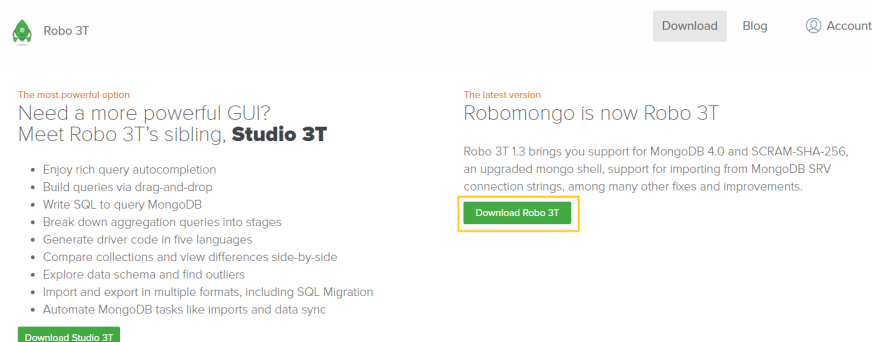 Robo 3T
Download
Blog
Account
The most powerful option
Need a more powerful GUI?
Meet Robo 3T's sibling, Studio 3T
Enjoy rich query autocompletion
Build queries via drag-and-drop
Write SQL to query MongoDB
Break down aggregation queries into stages
Generate driver code in five languages
Compare collections and view differences side-by-side
Explore data schema and find outliers
Import and export in multiple formats, including SQL Migration
Automate MongoDB tasks like imports and data sync
Download Studio 3T
The latest version
Robomongo is now Robo 3T
Robo 3T 1.3 brings you support for MongoDB 4.0 and SCRAM-SHA-256,
an upgraded mongo shell, support for importing from MongoDB SRV
connection strings, among many other fixes and improvements.
Download Robo 3T